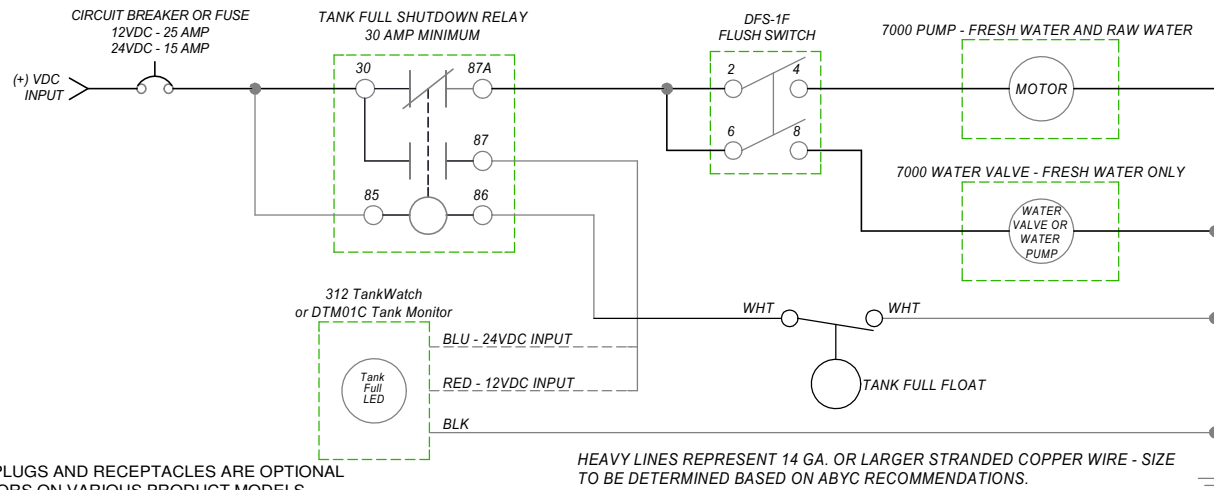 CIRCUIT BREAKER OR FUSE
12VDC - 25 AMP
24VDC - 15 AMP
(+) VDC
INPUT
TANK FULL SHUTDOWN RELAY
30 AMP MINIMUM
30
87A
87
85
86
DFS-1F
FLUSH SWITCH
2
4
6
8
7000 PUMP - FRESH WATER AND RAW WATER
MOTOR
7000 WATER VALVE - FRESH WATER ONLY
WATER
VALVE OR
WATER
PUMP
312 TankWatch
or DTM01C Tank Monitor
Tank
Full
LED
BLU - 24VDC INPUT
RED - 12VDC INPUT
BLK
WHT
WHT
TANK FULL FLOAT
PLUGS AND RECEPTACLES ARE OPTIONAL
ORS ON VARIOUS PRODUCT MODELS
HEAVY LINES REPRESENT 14 GA. OR LARGER STRANDED COPPER WIRE - SIZE
TO BE DETERMINED BASED ON ABYC RECOMMENDATIONS.